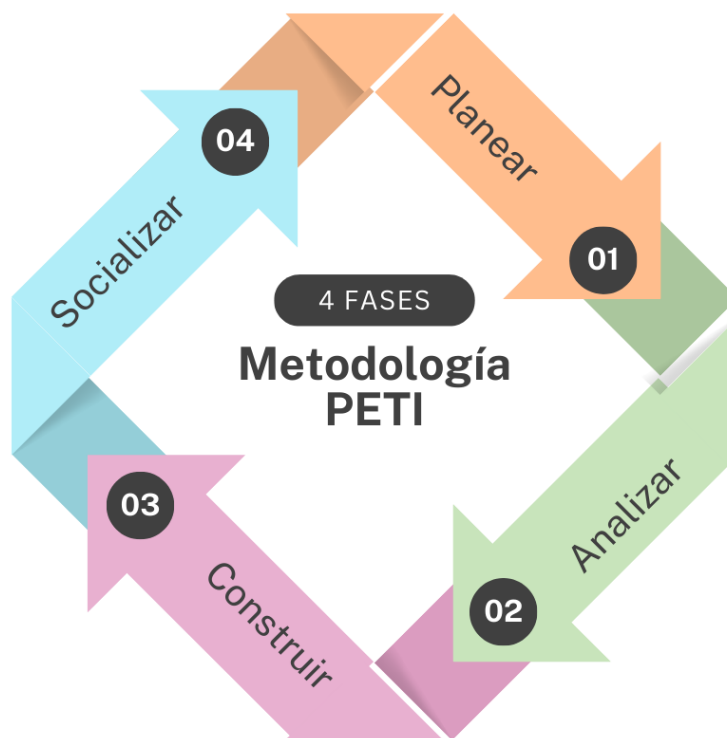 4 FASES
Metodología
PETI
Planear
01
Analizar
02
Construir
03
Socializar
04